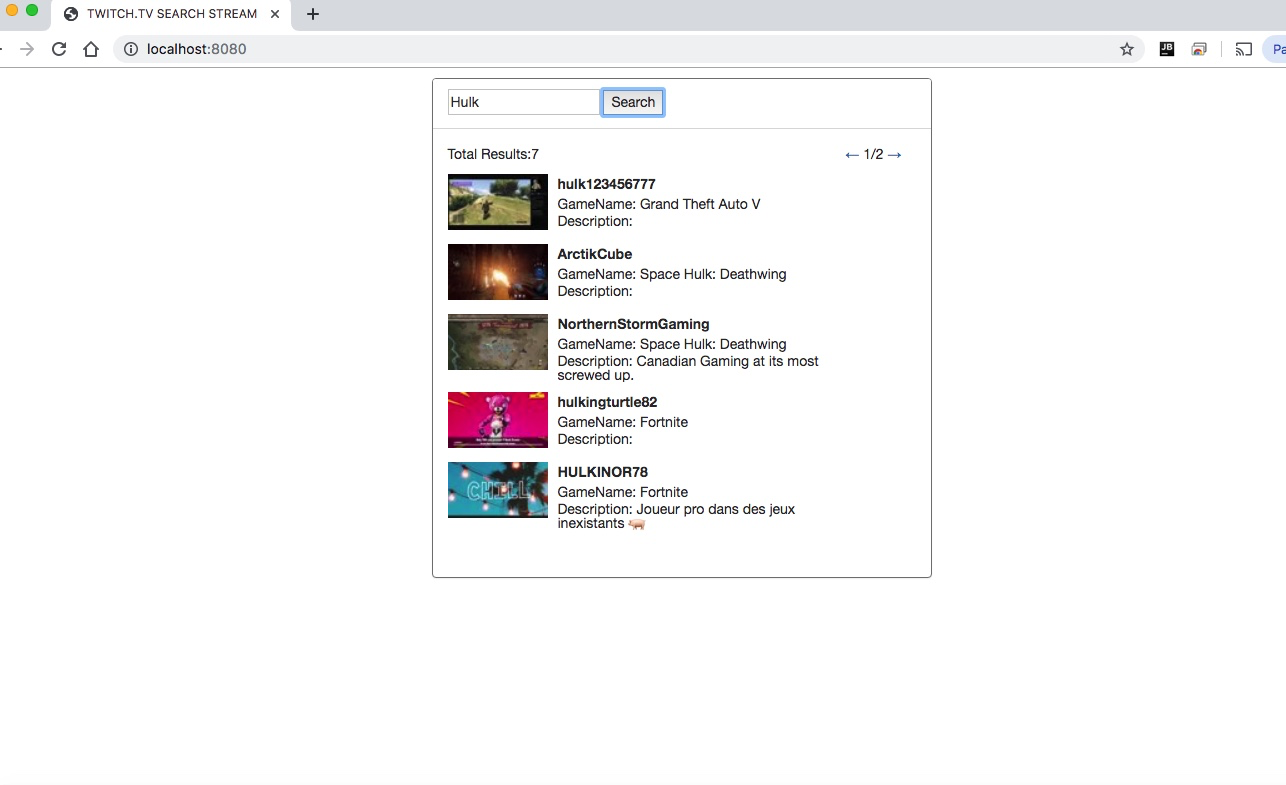 TWITCH.TV SEARCH STREAM
localhost:8080
JB
Pa
Hulk
Search
Total Results:7
← 1/2 →
hulk123456777
GameName: Grand Theft Auto V
Description:
ArctikCube
GameName: Space Hulk: Deathwing
Description:
NorthernStormGaming
GameName: Space Hulk: Deathwing
Description: Canadian Gaming at its most
screwed up.
hulkingturtle82
GameName: Fortnite
Description:
CHILL
HULKINOR78
GameName: Fortnite
Description: Joueur pro dans des jeux
inexistants 🐖